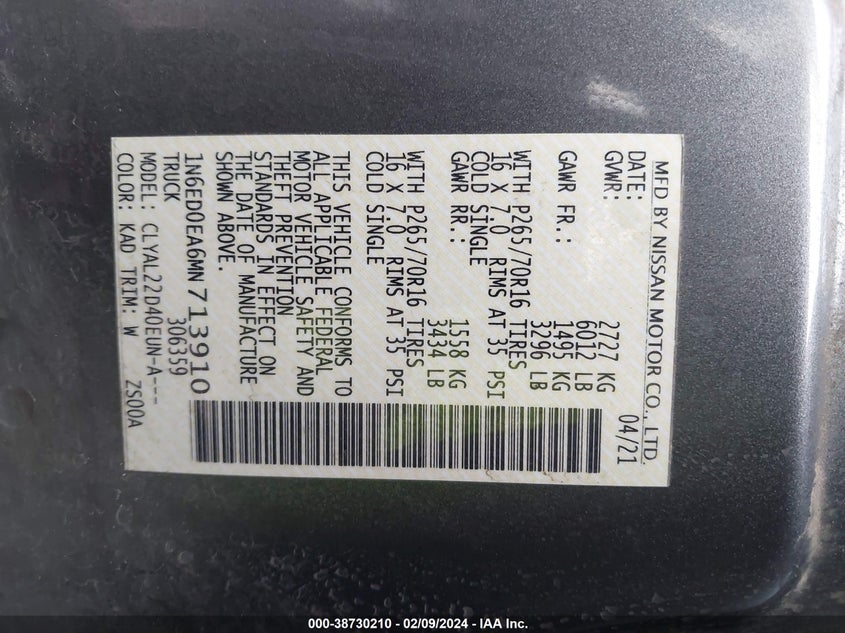 MFD BY NISSAN MOTOR CO., LTD.
DATE: 04/21
GVWR: 2727 KG
6012 LB
GAWR FR.: 1495 KG
3296 LB
WITH P265/70R16 TIRES
16 X 7.0 RIMS AT 35 PSI
COLD SINGLE
GAWR RR.: 1558 KG
3434 LB
WITH P265/70R16 TIRES
16 X 7.0 RIMS AT 35 PSI
COLD SINGLE
THIS VEHICLE CONFORMS TO
ALL APPLICABLE FEDERAL
MOTOR VEHICLE SAFETY AND
THEFT PREVENTION
STANDARDS IN EFFECT ON
THE DATE OF MANUFACTURE
SHOWN ABOVE.
1N6ED0EA6MN713910
TRUCK 306359
MODEL: CLYAL22D40EUN-A---
COLOR: KAD TRIM: W ZS00A
000-38730210 - 02/09/2024 - IAA Inc.